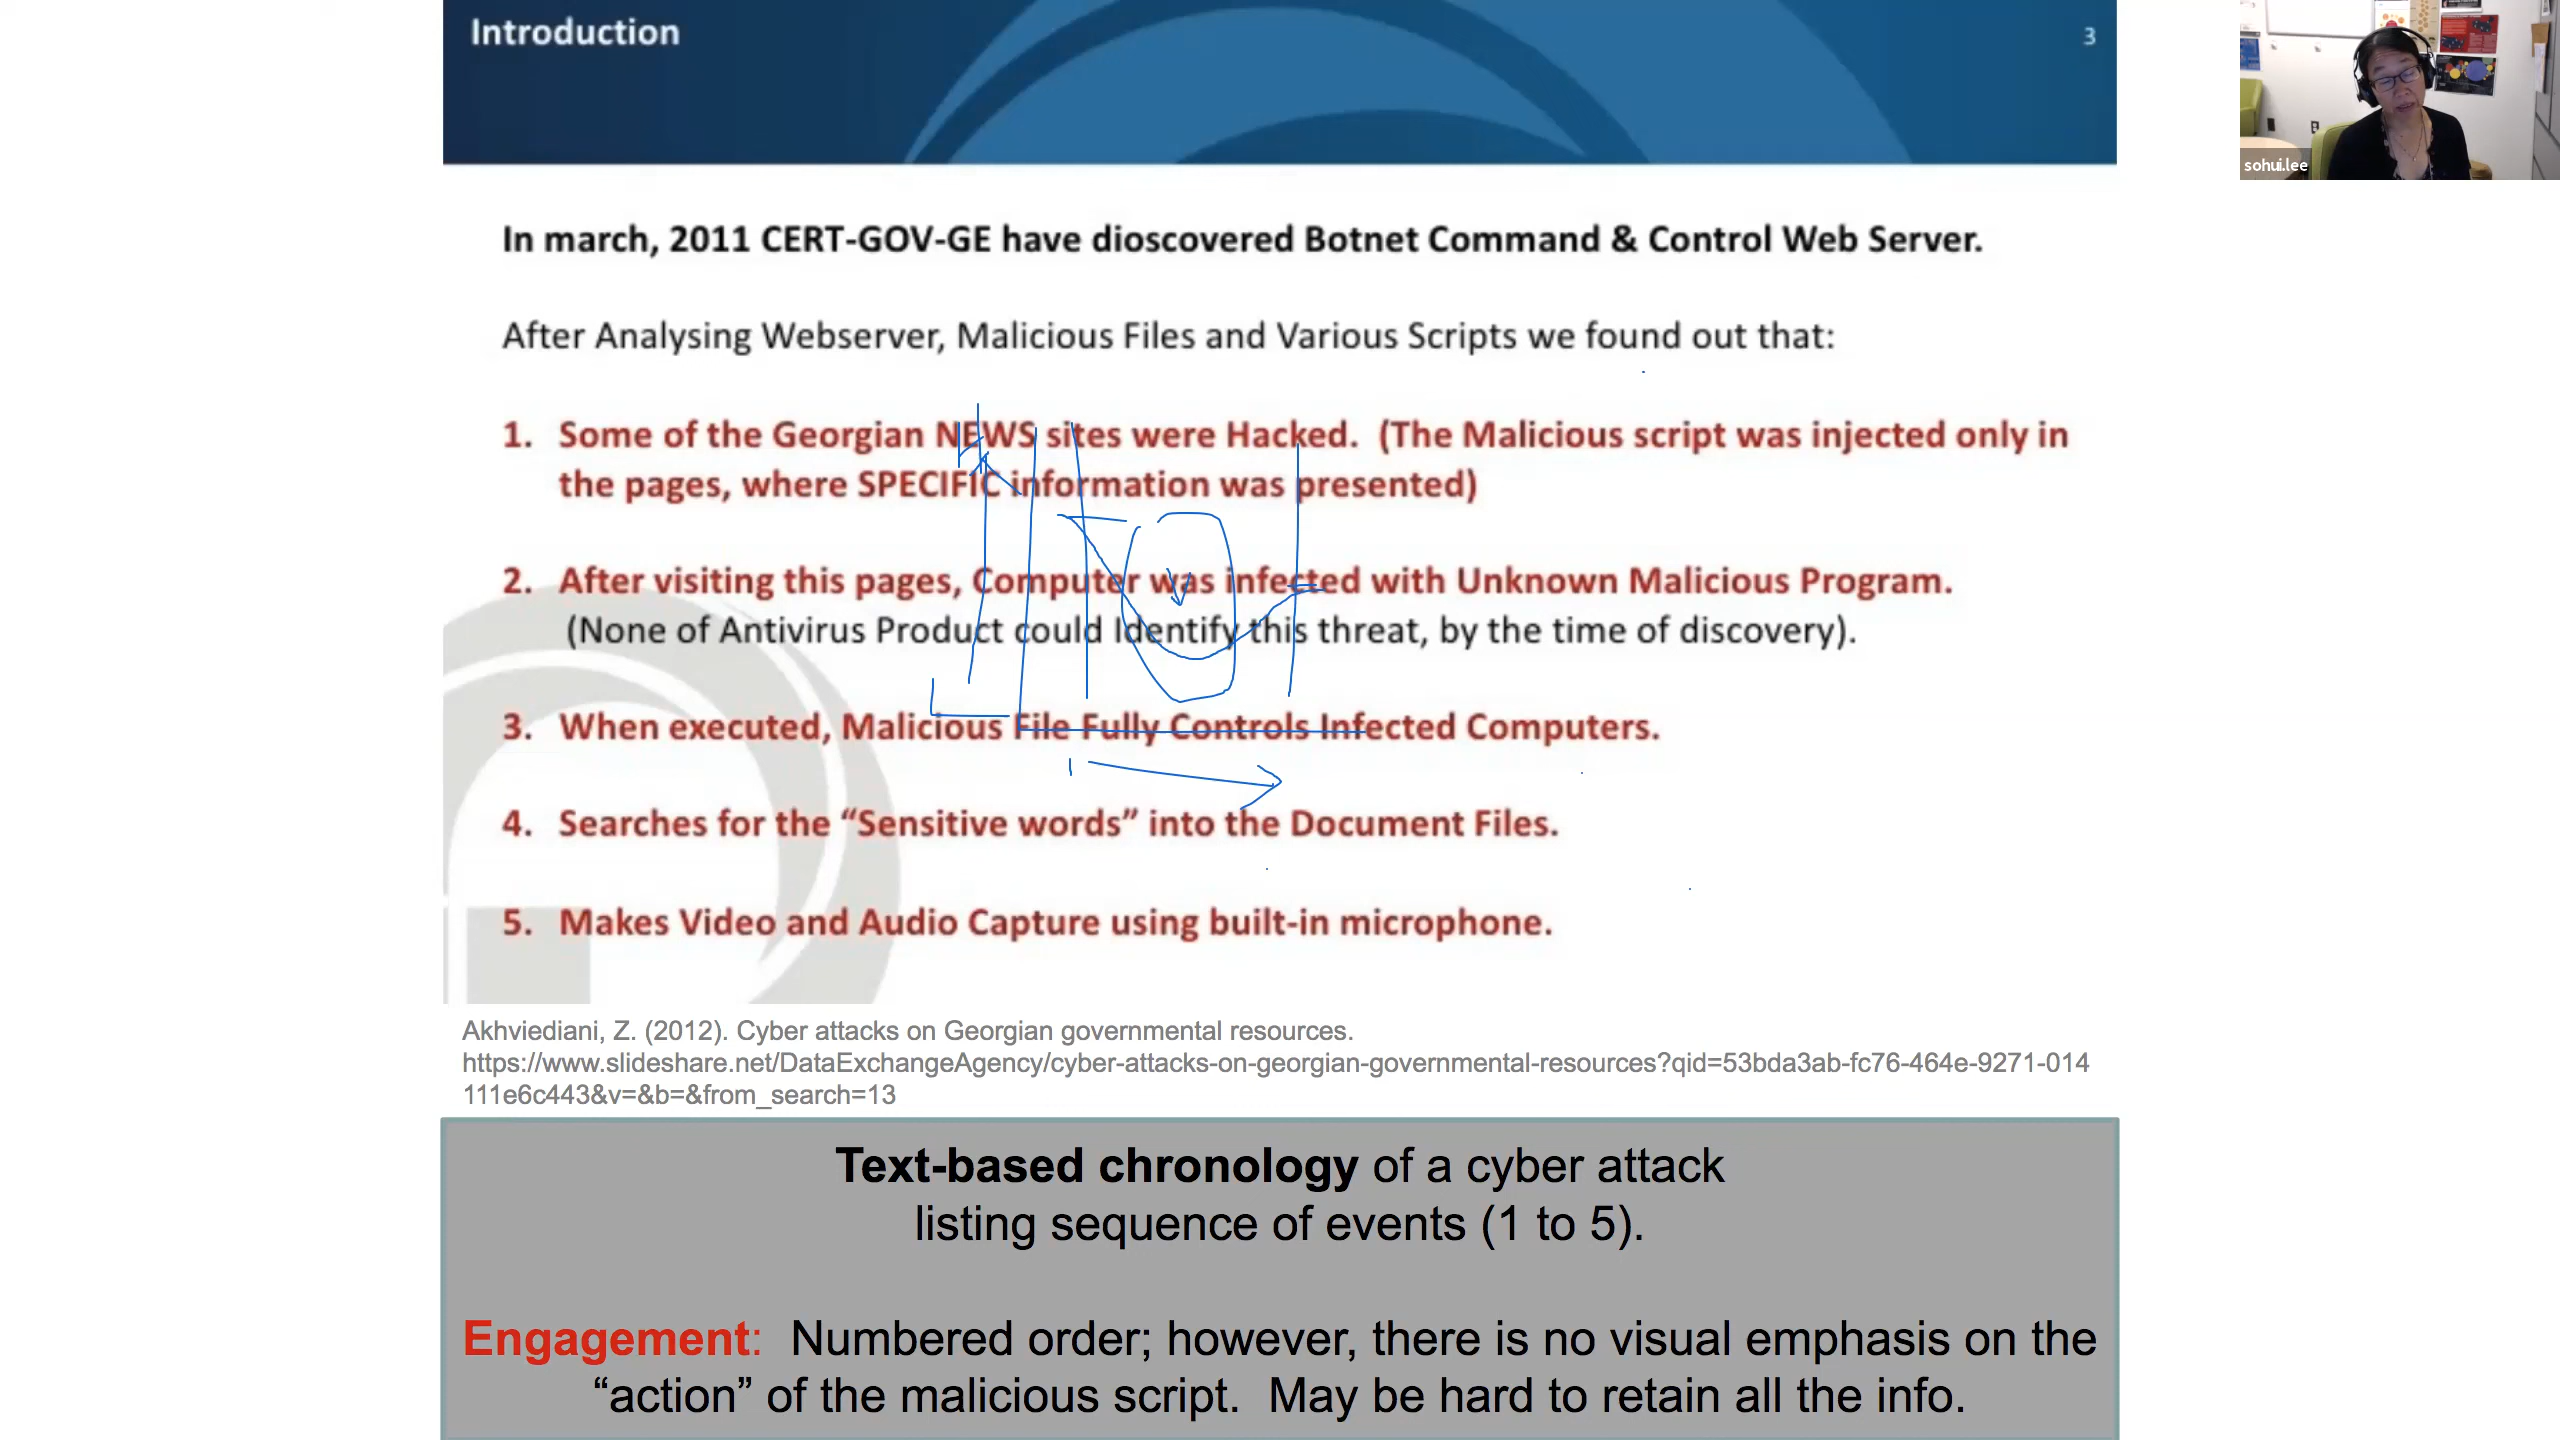 Introduction
3
sohui.lee
In march, 2011 CERT-GOV-GE have dioscovered Botnet Command & Control Web Server.
After Analysing Webserver, Malicious Files and Various Scripts we found out that:
1. Some of the Georgian NEWS sites were Hacked. (The Malicious script was injected only in
the pages, where SPECIFIC information was presented)
2. After visiting this pages, Computer was infected with Unknown Malicious Program.
(None of Antivirus Product could Identify this threat, by the time of discovery).
3. When executed, Malicious File Fully Controls Infected Computers.
4. Searches for the “Sensitive words” into the Document Files.
5. Makes Video and Audio Capture using built-in microphone.
Akhviediani, Z. (2012). Cyber attacks on Georgian governmental resources.
https://www.slideshare.net/DataExchangeAgency/cyber-attacks-on-georgian-governmental-resources?qid=53bda3ab-fc76-464e-9271-014
111e6c443&v=&b=&from_search=13
Text-based chronology of a cyber attack
listing sequence of events (1 to 5).
Engagement: Numbered order; however, there is no visual emphasis on the
“action” of the malicious script. May be hard to retain all the info.